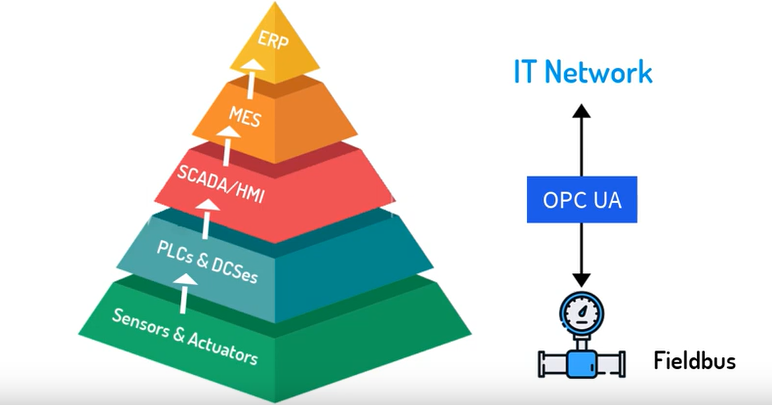 ERP
MES
SCADA/HMI
PLCs & DCSes
Sensors & Actuators
IT Network
OPC UA
Fieldbus